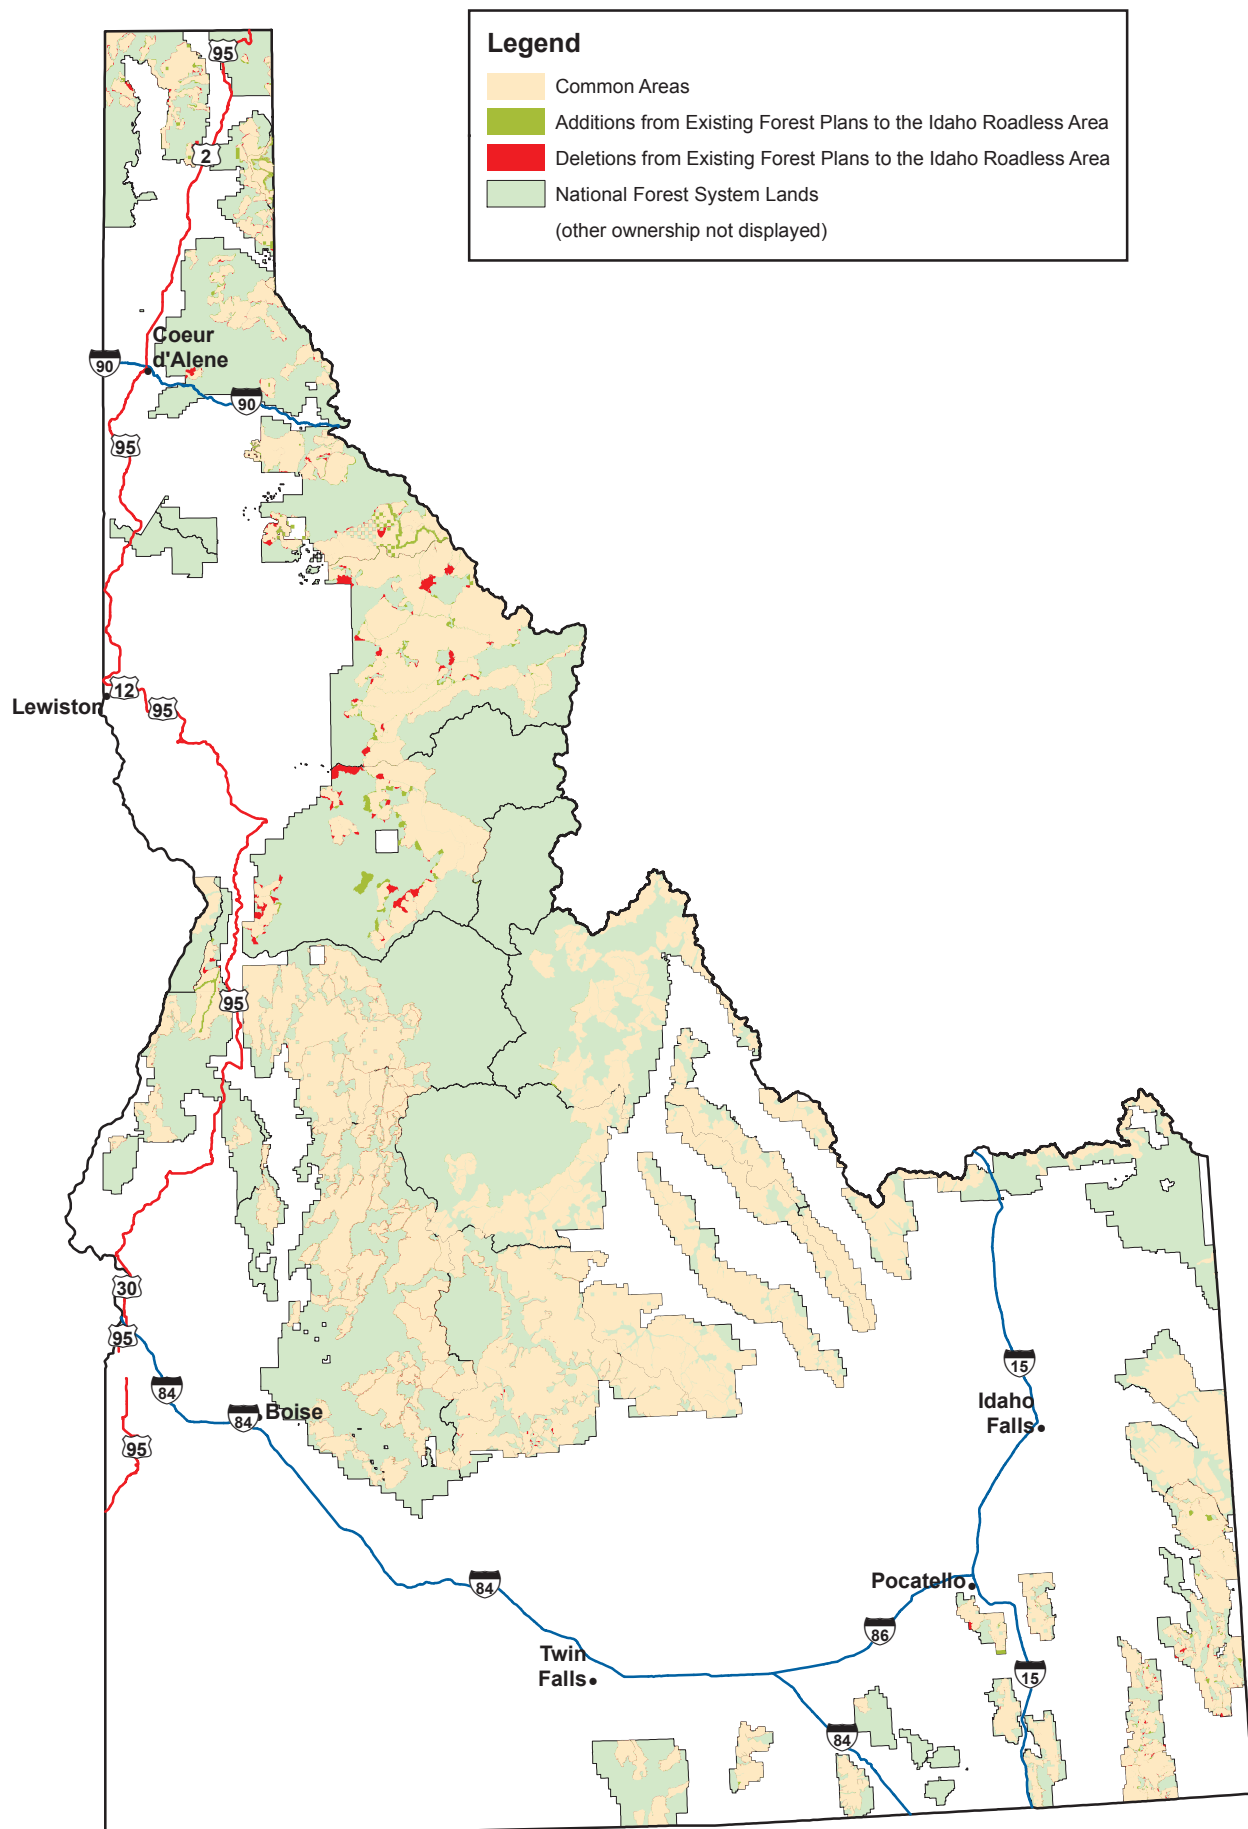 Legend
Common Areas
Additions from Existing Forest Plans to the Idaho Roadless Area
Deletions from Existing Forest Plans to the Idaho Roadless Area
National Forest System Lands
(other ownership not displayed)
95
2
Coeur
d'Alene
90
90
95
Lewiston
12
95
95
30
95
84
84
Boise
95
15
Idaho
Falls
84
Pocatello
86
Twin
Falls
15
84